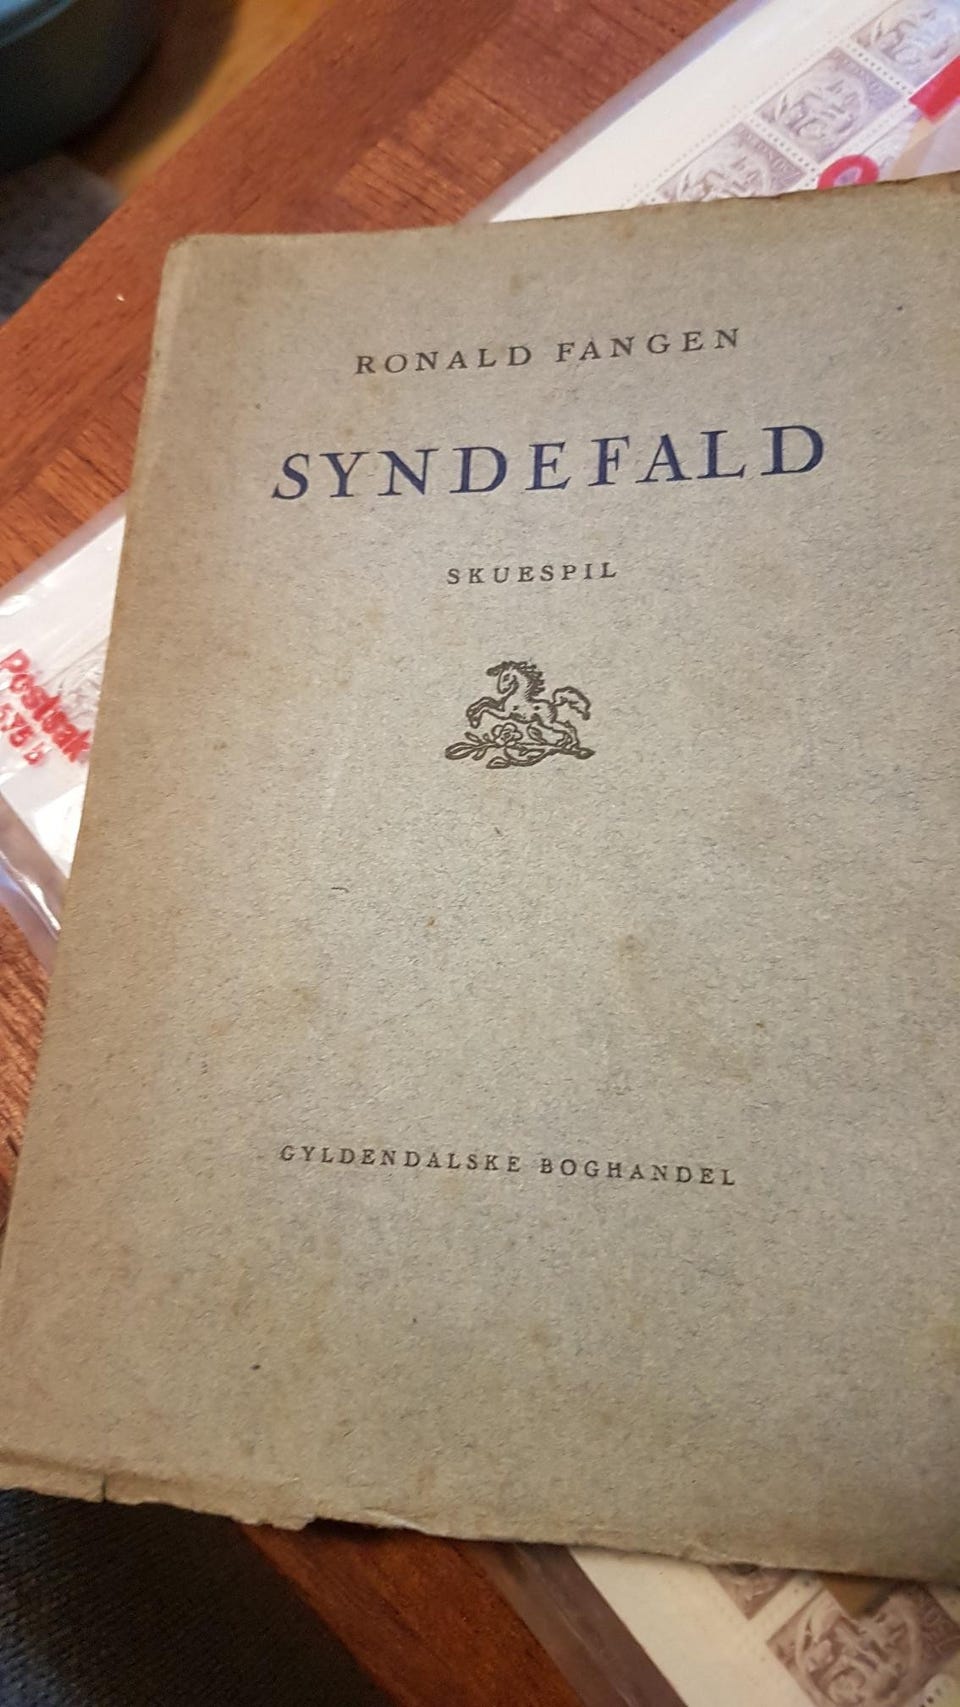 RONALD FANGEN
SYNDEFALD
SKUESPIL
GYLDENDALSKE BOGHANDEL